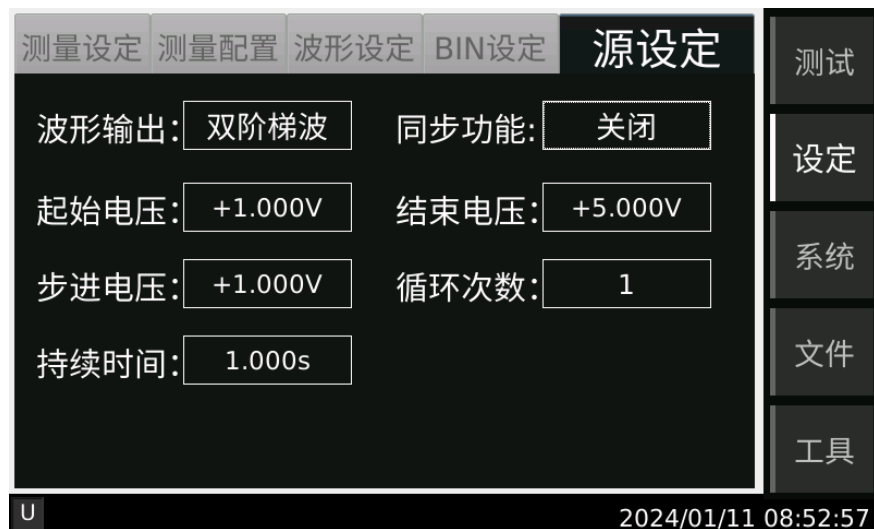 测量设定 测量配置 波形设定 BIN设定 源设定
波形输出: 双阶梯波 同步功能: 关闭
起始电压: +1.000V 结束电压: +5.000V
步进电压: +1.000V 循环次数: 1
持续时间: 1.000s
测试
设定
系统
文件
工具
U 2024/01/11 08:52:57